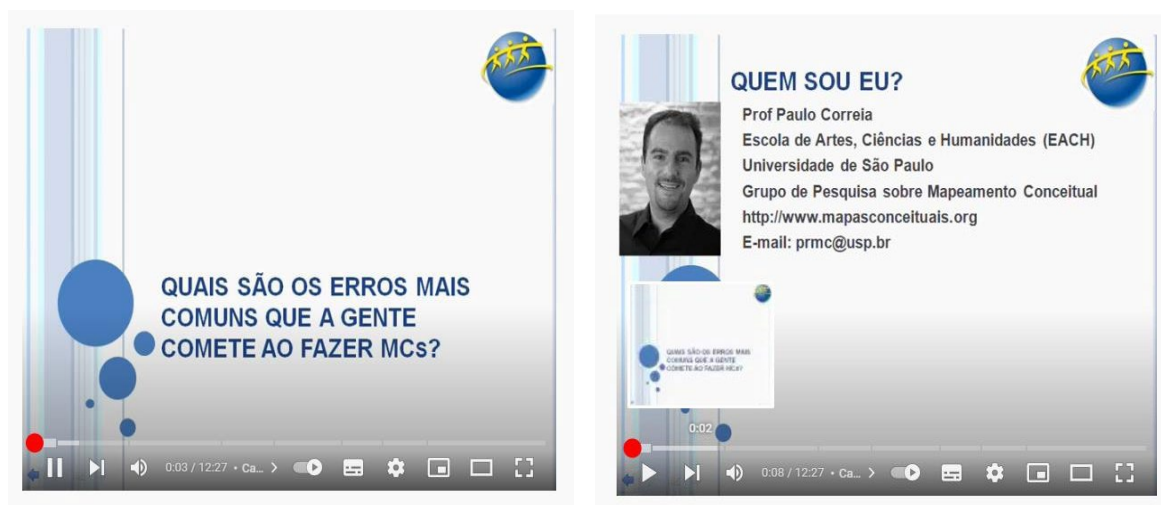 QUAIS SÃO OS ERROS MAIS
COMUNS QUE A GENTE
COMETE AO FAZER MCs?
0:03 / 12:27 • Ca...
QUEM SOU EU?
Prof Paulo Correia
Escola de Artes, Ciências e Humanidades (EACH)
Universidade de São Paulo
Grupo de Pesquisa sobre Mapeamento Conceitual
http://www.mapasconceituais.org
E-mail: prmc@usp.br
QUAIS SÃO OS ERROS MAIS
COMUNS QUE A GENTE
COMETE AO FAZER MCs?
0:02
0:08 / 12:27 • Ca...